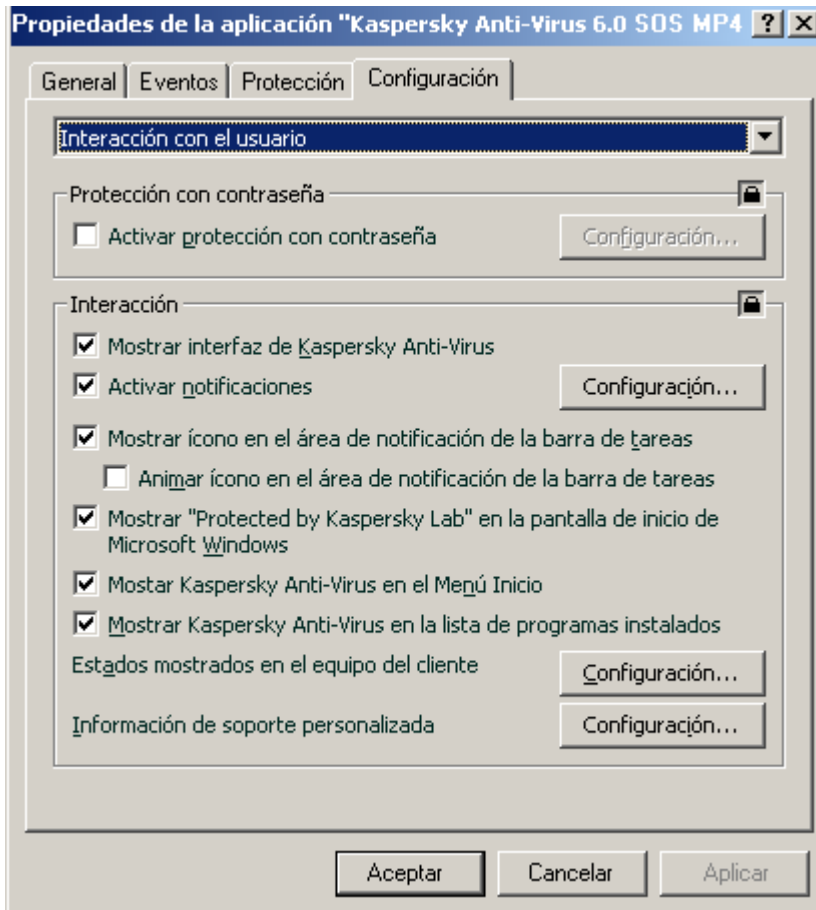 Propiedades de la aplicación "Kaspersky Anti-Virus 6.0 SOS MP4
General Eventos Protección Configuración
Interacción con el usuario
Protección con contraseña
Activar protección con contraseña Configuración...
Interacción
Mostrar interfaz de Kaspersky Anti-Virus
Activar notificaciones Configuración...
Mostrar ícono en el área de notificación de la barra de tareas
Animar ícono en el área de notificación de la barra de tareas
Mostrar "Protected by Kaspersky Lab" en la pantalla de inicio de
Microsoft Windows
Mostar Kaspersky Anti-Virus en el Menú Inicio
Mostrar Kaspersky Anti-Virus en la lista de programas instalados
Estados mostrados en el equipo del cliente Configuración...
Información de soporte personalizada Configuración...
Aceptar Cancelar Aplicar